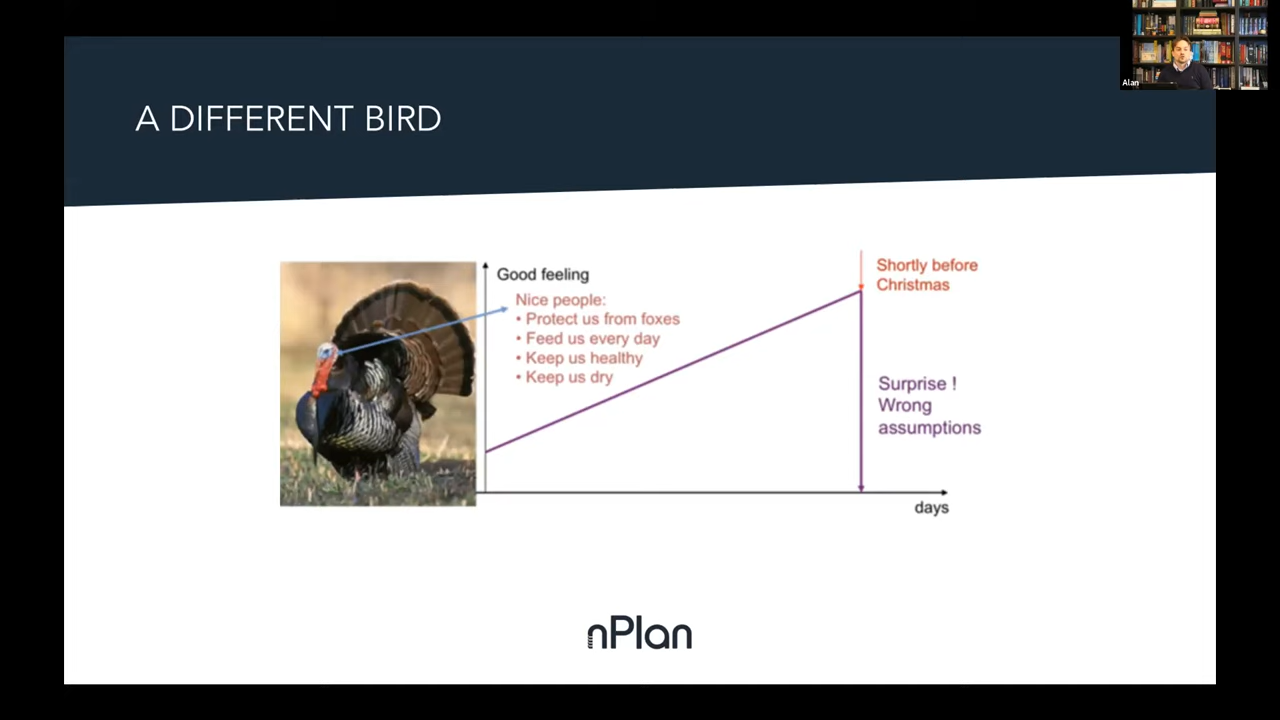 Alan
A DIFFERENT BIRD
Good feeling
Nice people:
• Protect us from foxes
• Feed us every day
• Keep us healthy
• Keep us dry
Shortly before
Christmas
Surprise !
Wrong
assumptions
days
nPlan